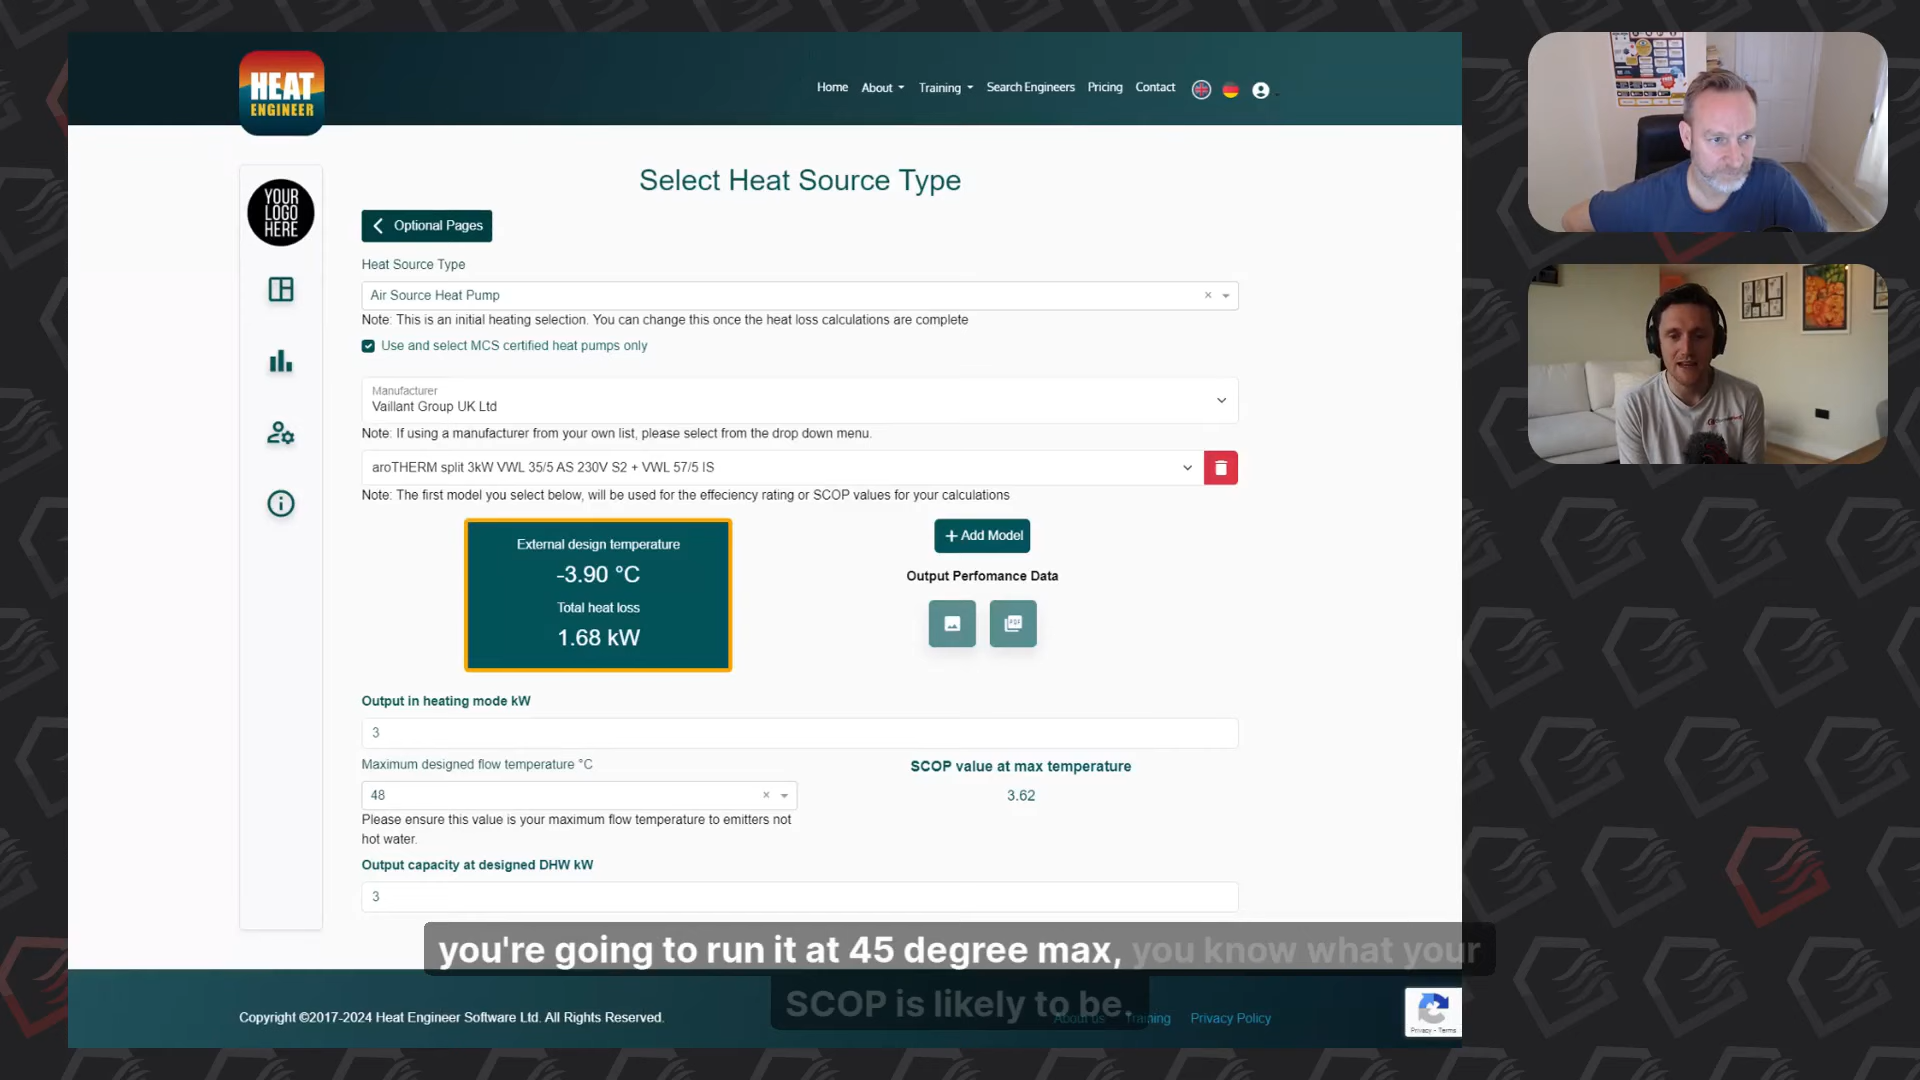 HEAT
ENGINEER
Home
About
Training
Search Engineers
Pricing
Contact
YOUR
LOGO
HERE
Select Heat Source Type
Optional Pages
Heat Source Type
Air Source Heat Pump
Note: This is an initial heating selection. You can change this once the heat loss calculations are complete
Use and select MCS certified heat pumps only
Manufacturer
Vaillant Group UK Ltd
Note: If using a manufacturer from your own list, please select from the drop down menu.
aroTHERM split 3kW VWL 35/5 AS 230V S2 + VWL 57/5 IS
Note: The first model you select below, will be used for the effeciency rating or SCOP values for your calculations
External design temperature
-3.90 °C
Total heat loss
1.68 kW
+ Add Model
Output Perfomance Data
PDF
Output in heating mode kW
3
Maximum designed flow temperature °C
48
Please ensure this value is your maximum flow temperature to emitters not
hot water.
SCOP value at max temperature
3.62
Output capacity at designed DHW kW
3
you're going to run it at 45 degree max, you know what your
SCOP is likely to be.
Copyright ©2017-2024 Heat Engineer Software Ltd. All Rights Reserved.
About us
Training
Privacy Policy
Privacy - Terms